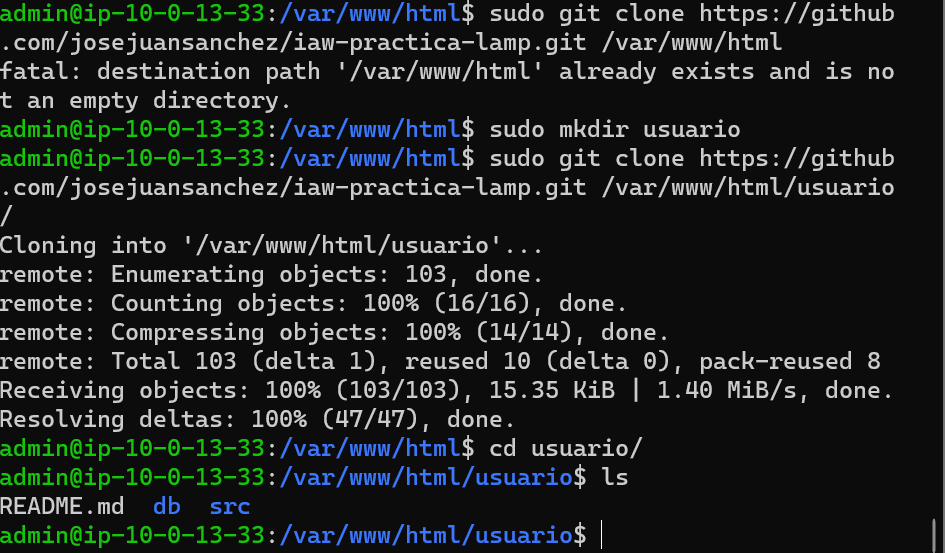 admin@ip-10-0-13-33:/var/www/html$ sudo git clone https://github
.com/josejuansanchez/iaw-practica-lamp.git /var/www/html
fatal: destination path '/var/www/html' already exists and is no
t an empty directory.
admin@ip-10-0-13-33:/var/www/html$ sudo mkdir usuario
admin@ip-10-0-13-33:/var/www/html$ sudo git clone https://github
.com/josejuansanchez/iaw-practica-lamp.git /var/www/html/usuario
/
Cloning into '/var/www/html/usuario'...
remote: Enumerating objects: 103, done.
remote: Counting objects: 100% (16/16), done.
remote: Compressing objects: 100% (14/14), done.
remote: Total 103 (delta 1), reused 10 (delta 0), pack-reused 8
Receiving objects: 100% (103/103), 15.35 KiB | 1.40 MiB/s, done.
Resolving deltas: 100% (47/47), done.
admin@ip-10-0-13-33:/var/www/html$ cd usuario/
admin@ip-10-0-13-33:/var/www/html/usuario$ ls
README.md  db  src
admin@ip-10-0-13-33:/var/www/html/usuario$